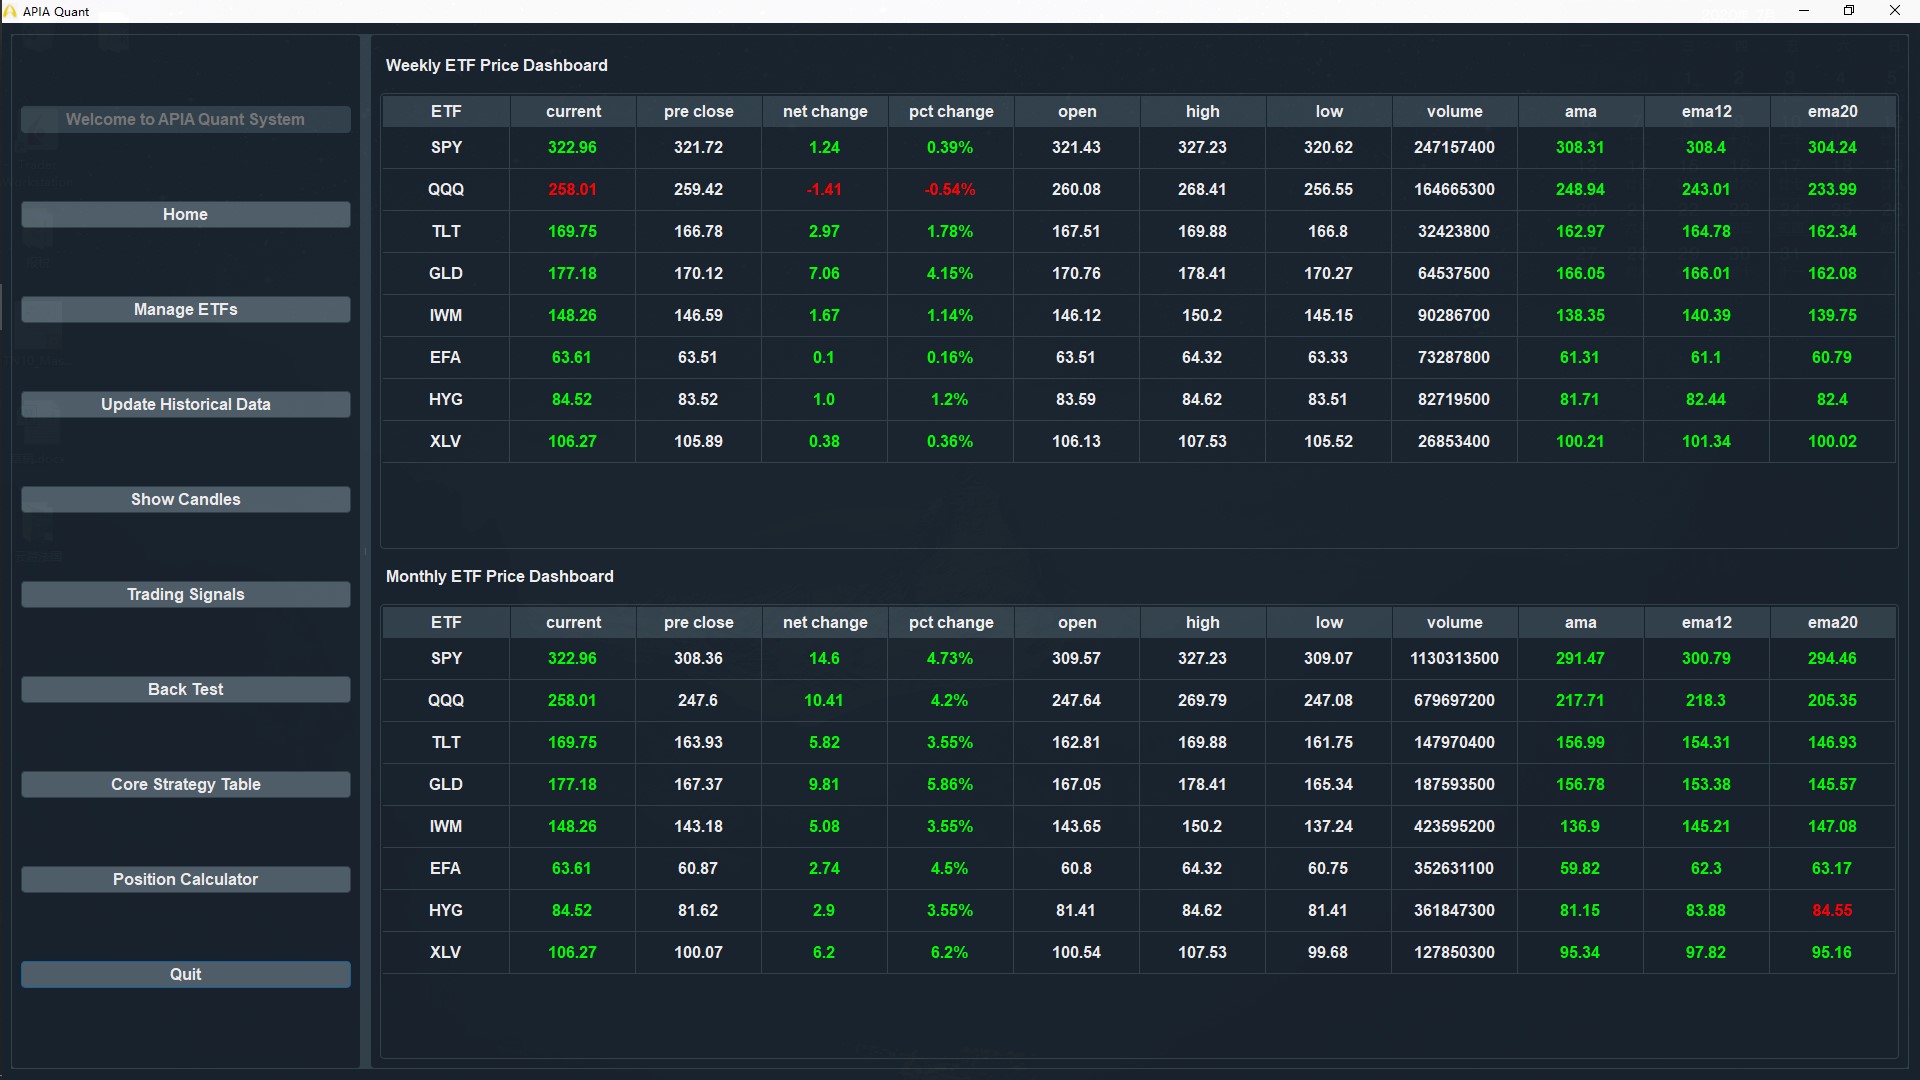 APIA Quant
Welcome to APIA Quant System
Home
Manage ETFs
Update Historical Data
Show Candles
Trading Signals
Back Test
Core Strategy Table
Position Calculator
Quit
Weekly ETF Price Dashboard
ETF current pre close net change pct change open high low volume ama ema12 ema20
SPY 322.96 321.72 1.24 0.39% 321.43 327.23 320.62 247157400 308.31 308.4 304.24
QQQ 258.01 259.42 -1.41 -0.54% 260.08 268.41 256.55 164665300 248.94 243.01 233.99
TLT 169.75 166.78 2.97 1.78% 167.51 169.88 166.8 32423800 162.97 164.78 162.34
GLD 177.18 170.12 7.06 4.15% 170.76 178.41 170.27 64537500 166.05 166.01 162.08
IWM 148.26 146.59 1.67 1.14% 146.12 150.2 145.15 90286700 138.35 140.39 139.75
EFA 63.61 63.51 0.1 0.16% 63.51 64.32 63.33 73287800 61.31 61.1 60.79
HYG 84.52 83.52 1.0 1.2% 83.59 84.62 83.51 82719500 81.71 82.44 82.4
XLV 106.27 105.89 0.38 0.36% 106.13 107.53 105.52 26853400 100.21 101.34 100.02
Monthly ETF Price Dashboard
ETF current pre close net change pct change open high low volume ama ema12 ema20
SPY 322.96 308.36 14.6 4.73% 309.57 327.23 309.07 1130313500 291.47 300.79 294.46
QQQ 258.01 247.6 10.41 4.2% 247.64 269.79 247.08 679697200 217.71 218.3 205.35
TLT 169.75 163.93 5.82 3.55% 162.81 169.88 161.75 147970400 156.99 154.31 146.93
GLD 177.18 167.37 9.81 5.86% 167.05 178.41 165.34 187593500 156.78 153.38 145.57
IWM 148.26 143.18 5.08 3.55% 143.65 150.2 137.24 423595200 136.9 145.21 147.08
EFA 63.61 60.87 2.74 4.5% 60.8 64.32 60.75 352631100 59.82 62.3 63.17
HYG 84.52 81.62 2.9 3.55% 81.41 84.62 81.41 361847300 81.15 83.88 84.55
XLV 106.27 100.07 6.2 6.2% 100.54 107.53 99.68 127850300 95.34 97.82 95.16